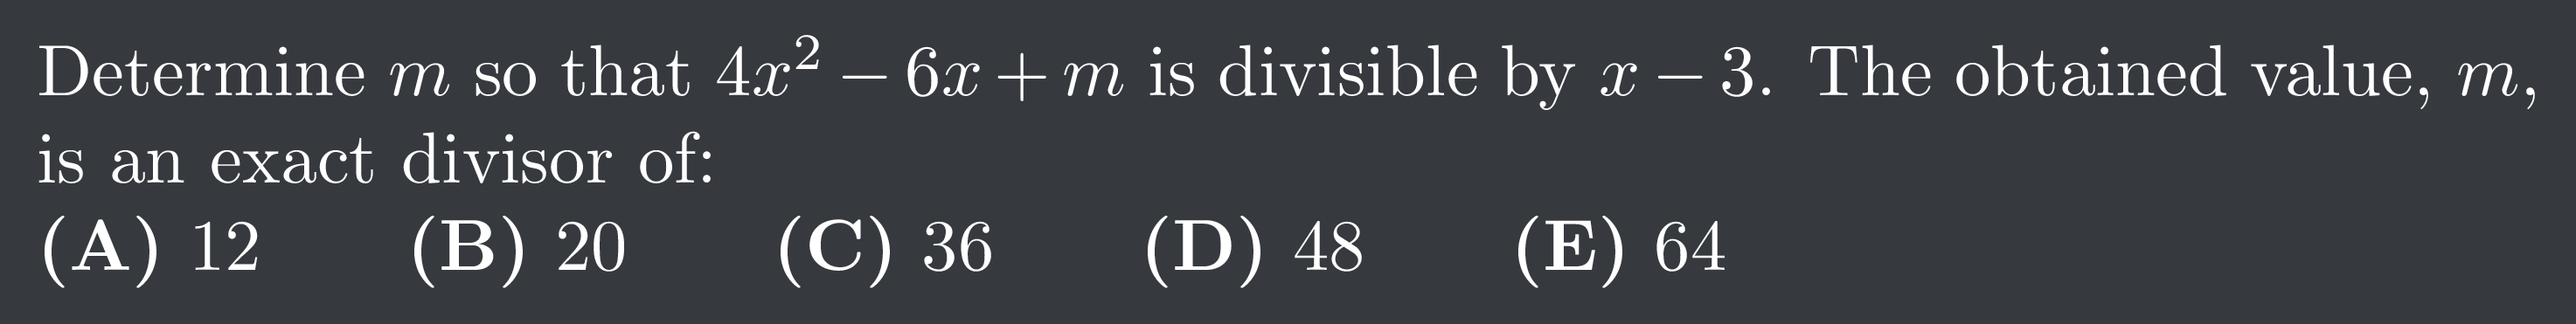 Determine $m$ so that $4x^2 - 6x + m$ is divisible by $x - 3$. The obtained value, $m$,
is an exact divisor of:
(A) 12 (B) 20 (C) 36 (D) 48 (E) 64